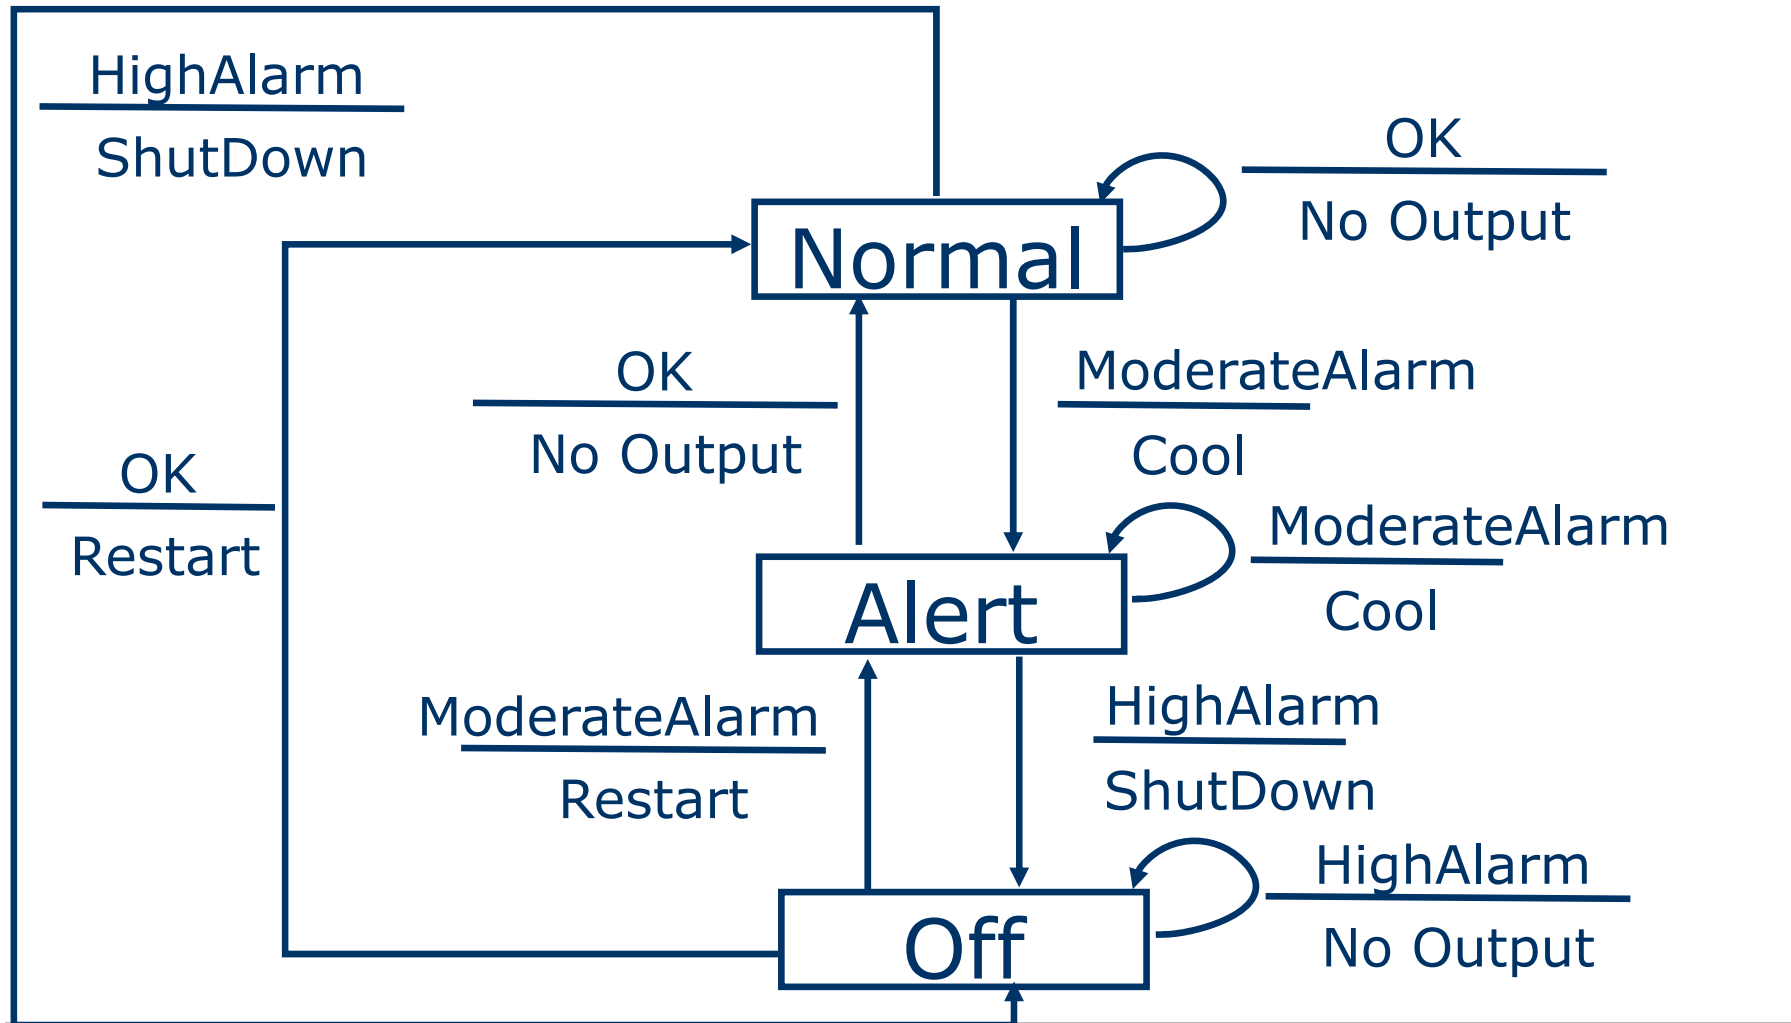 HighAlarm
ShutDown
OK
No Output
Normal
OK
No Output
ModerateAlarm
Cool
OK
Restart
ModerateAlarm
Cool
Alert
ModerateAlarm
Restart
HighAlarm
ShutDown
HighAlarm
No Output
Off